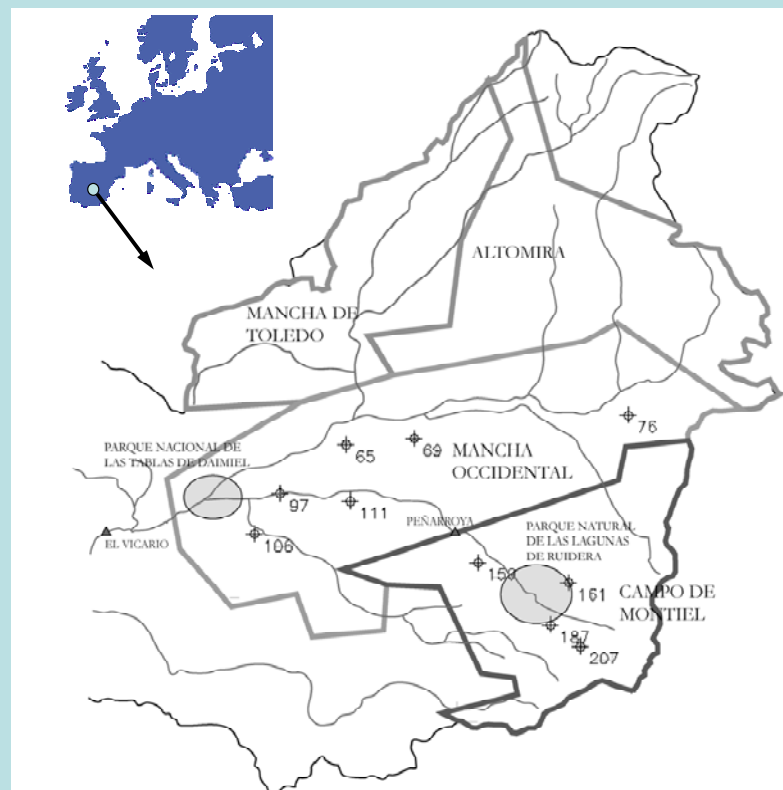 ALTOMIRA
MANCHA DE
TOLEDO
76
65
69
MANCHA
OCCIDENTAL
PARQUE NACIONAL DE
LAS TABLAS DE DAIMIEL
97
111
PEÑARROYA
PARQUE NATURAL
DE LAS LAGUNAS
DE RUIDERA
EL VICARIO
106
161
CAMPO DE
MONTIEL
187
207